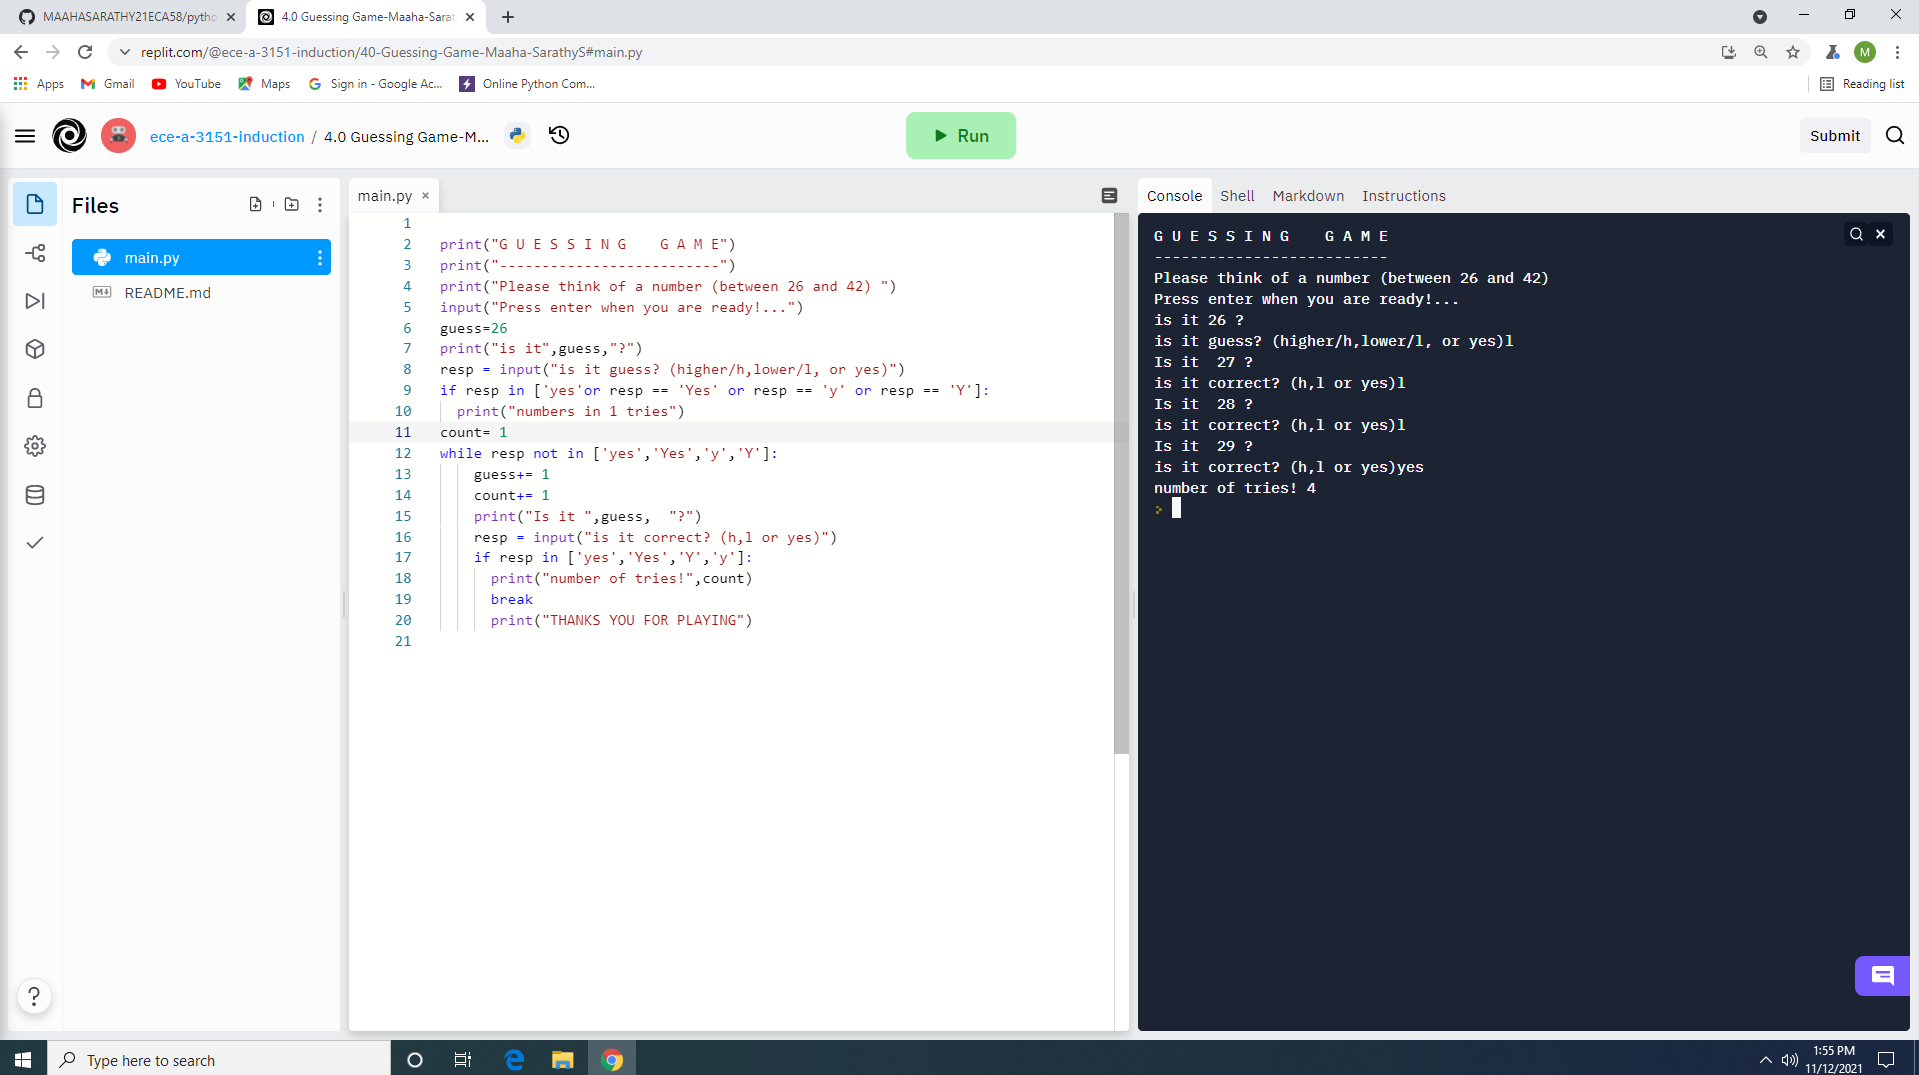 MAAHASARATHY21ECA58/pytho
4.0 Guessing Game-Maaha-Sarat
replit.com/@ece-a-3151-induction/40-Guessing-Game-Maaha-SarathyS#main.py
M
Apps
Gmail
YouTube
Maps
Sign in - Google Ac...
Online Python Com...
Reading list
ece-a-3151-induction / 4.0 Guessing Game-M...
Run
Submit
Files
main.py
README.md
main.py
1
2 print("G U E S S I N G    G A M E")
3 print("--------------------------")
4 print("Please think of a number (between 26 and 42) ")
5 input("Press enter when you are ready!...")
6 guess=26
7 print("is it",guess,"?")
8 resp = input("is it guess? (higher/h,lower/l, or yes)")
9 if resp in ['yes'or resp == 'Yes' or resp == 'y' or resp == 'Y']:
10   print("numbers in 1 tries")
11 count= 1
12 while resp not in ['yes','Yes','y','Y']:
13     guess+= 1
14     count+= 1
15     print("Is it ",guess,  "?")
16     resp = input("is it correct? (h,l or yes)")
17     if resp in ['yes','Yes','Y','y']:
18       print("number of tries!",count)
19       break
20       print("THANKS YOU FOR PLAYING")
21
Console
Shell
Markdown
Instructions
G U E S S I N G    G A M E
--------------------------
Please think of a number (between 26 and 42)
Press enter when you are ready!...
is it 26 ?
is it guess? (higher/h,lower/l, or yes)l
Is it  27 ?
is it correct? (h,l or yes)l
Is it  28 ?
is it correct? (h,l or yes)l
Is it  29 ?
is it correct? (h,l or yes)yes
number of tries! 4
>
?
Type here to search
1:55 PM
11/12/2021